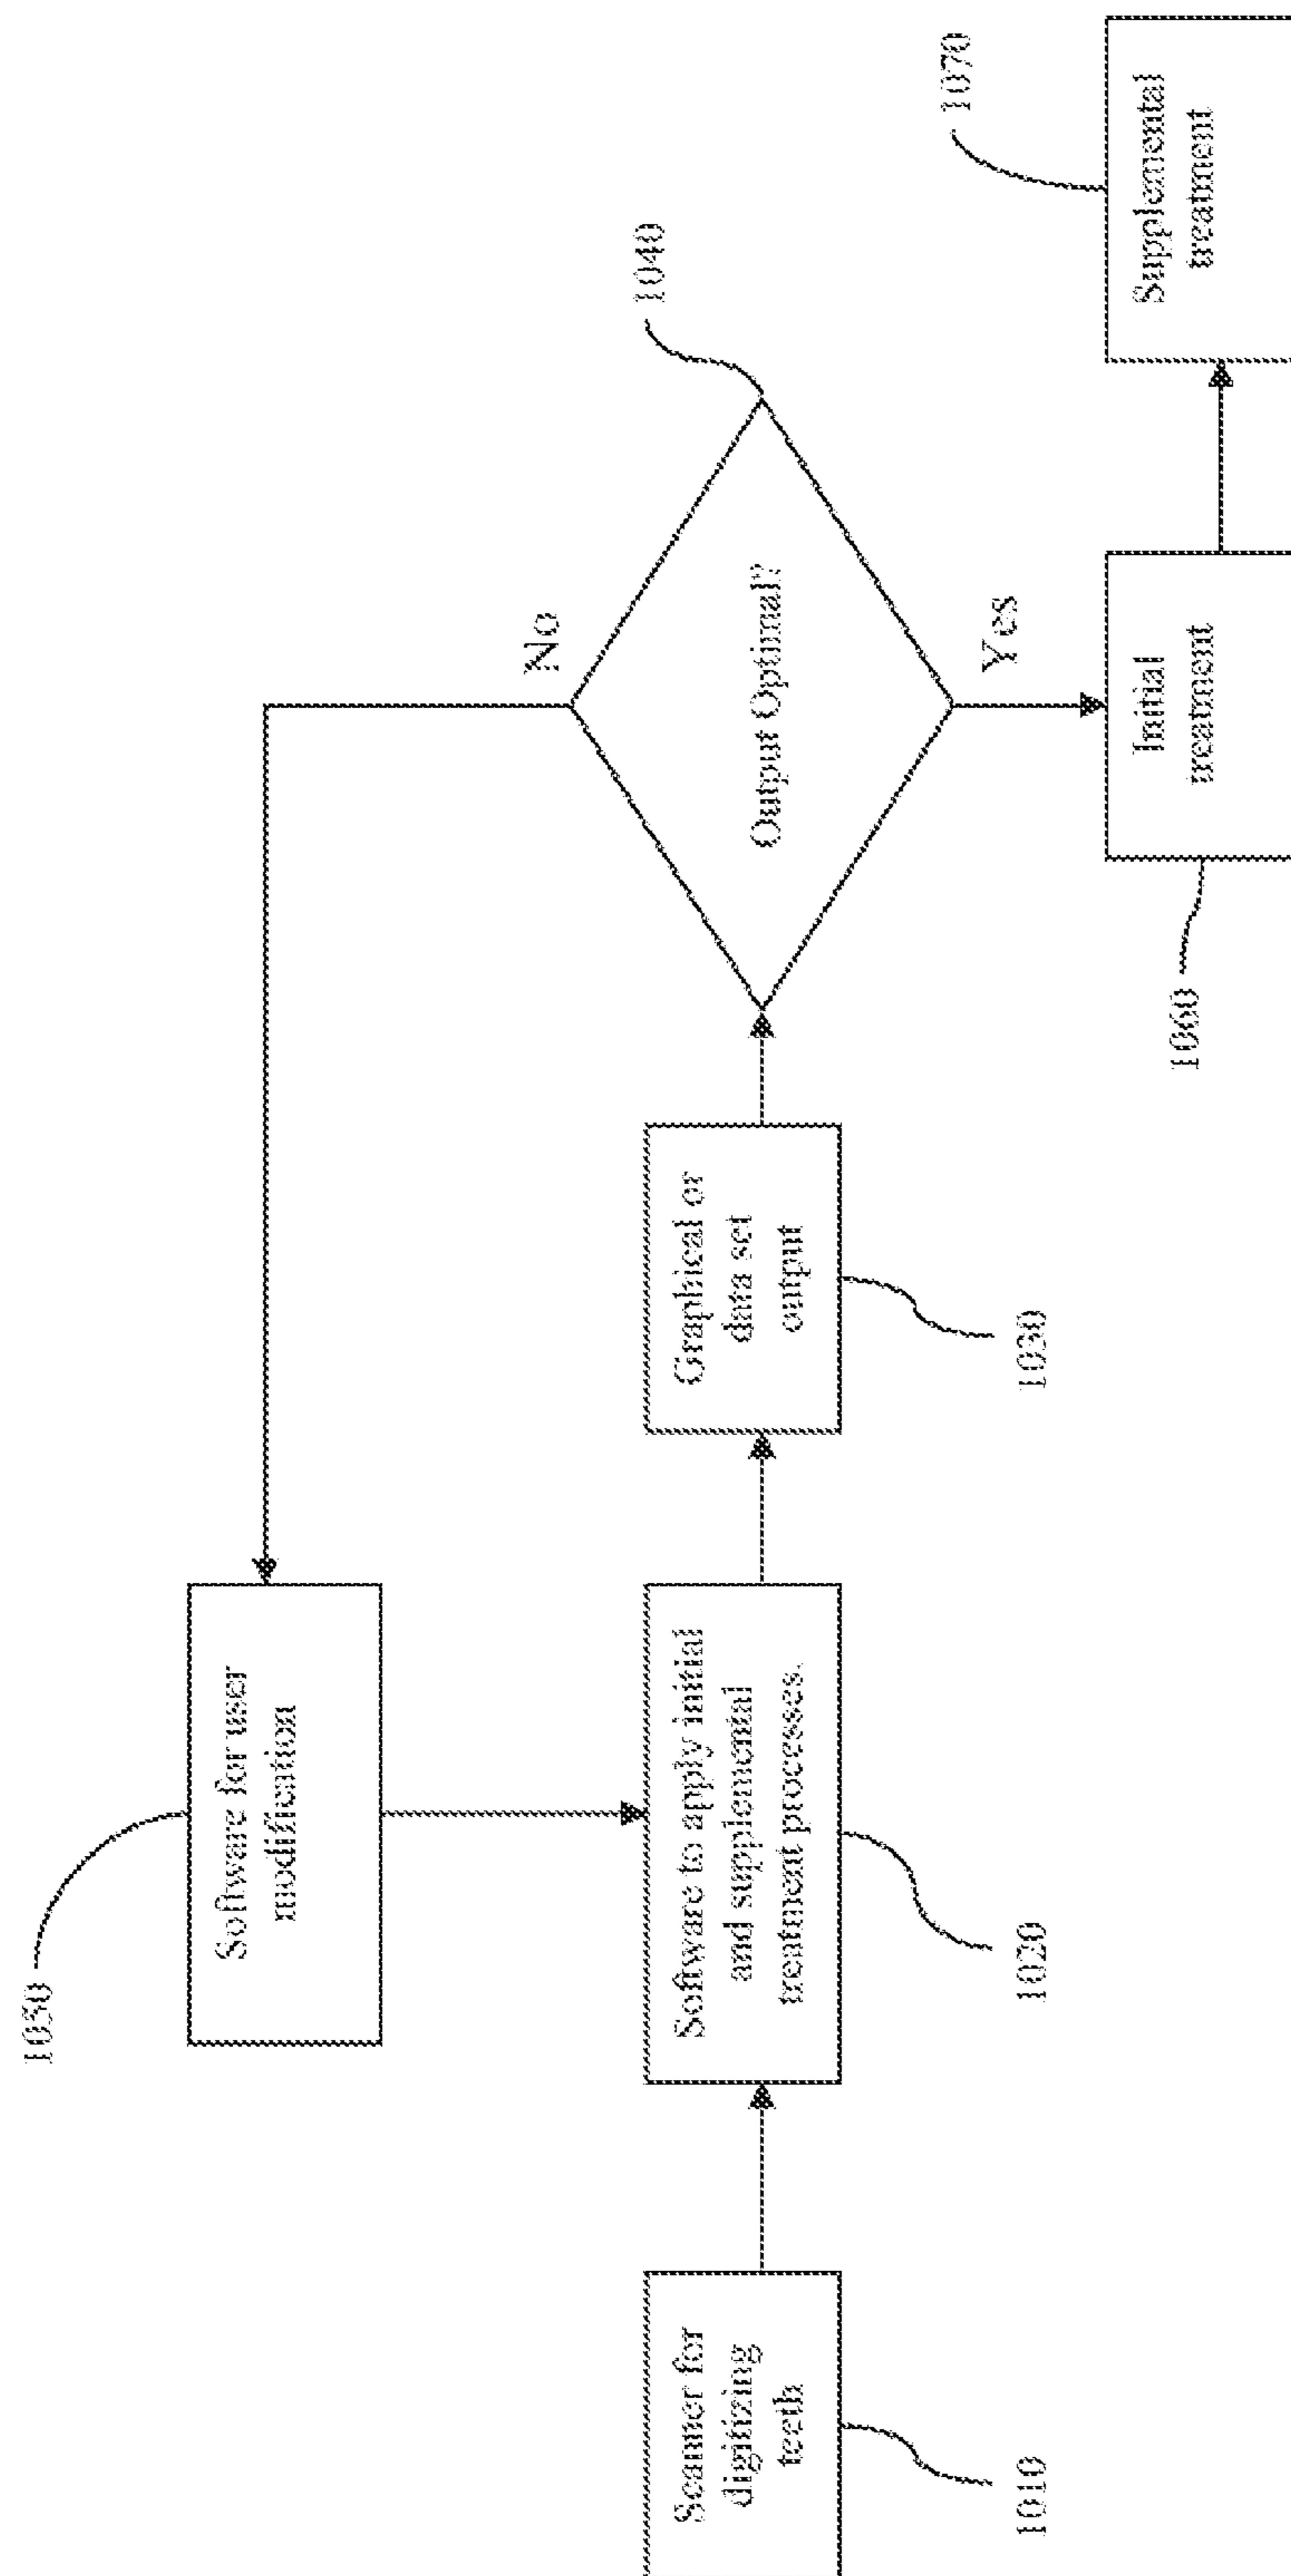 1050
Software for user
modification
No
1040
Output Optimal?
Yes
Scanner for
digitizing
teeth
1010
Software to apply initial
and supplemental
treatment processes.
1020
Graphical or
data set
output
1030
Initial
treatment
1060
Supplemental
treatment
1070